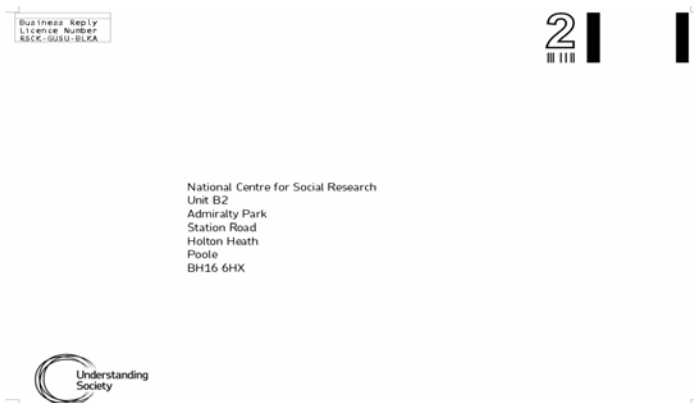 Business Reply
Licence Number
RSCK-GUSU-BLKA
2
National Centre for Social Research
Unit B2
Admiralty Park
Station Road
Holton Heath
Poole
BH16 6HX
Understanding
Society